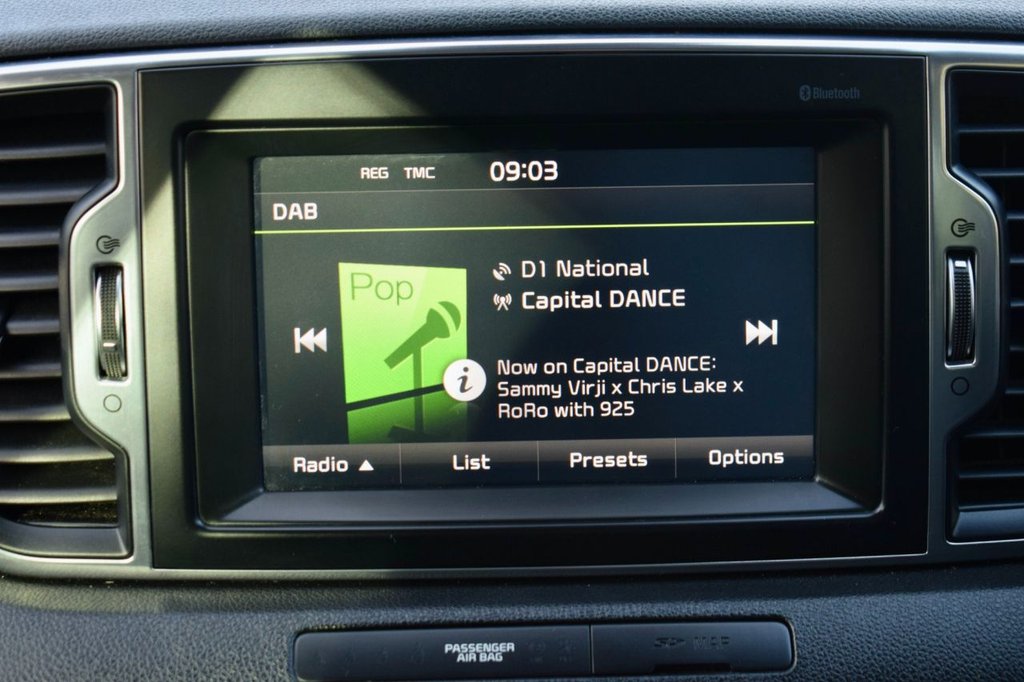 Bluetooth
REG TMC 09:03
DAB
Pop
D1 National
Capital DANCE
i
Now on Capital DANCE:
Sammy Virji x Chris Lake x
RoRo with 925
Radio ▲ List Presets Options
PASSENGER
AIR BAG
MAP